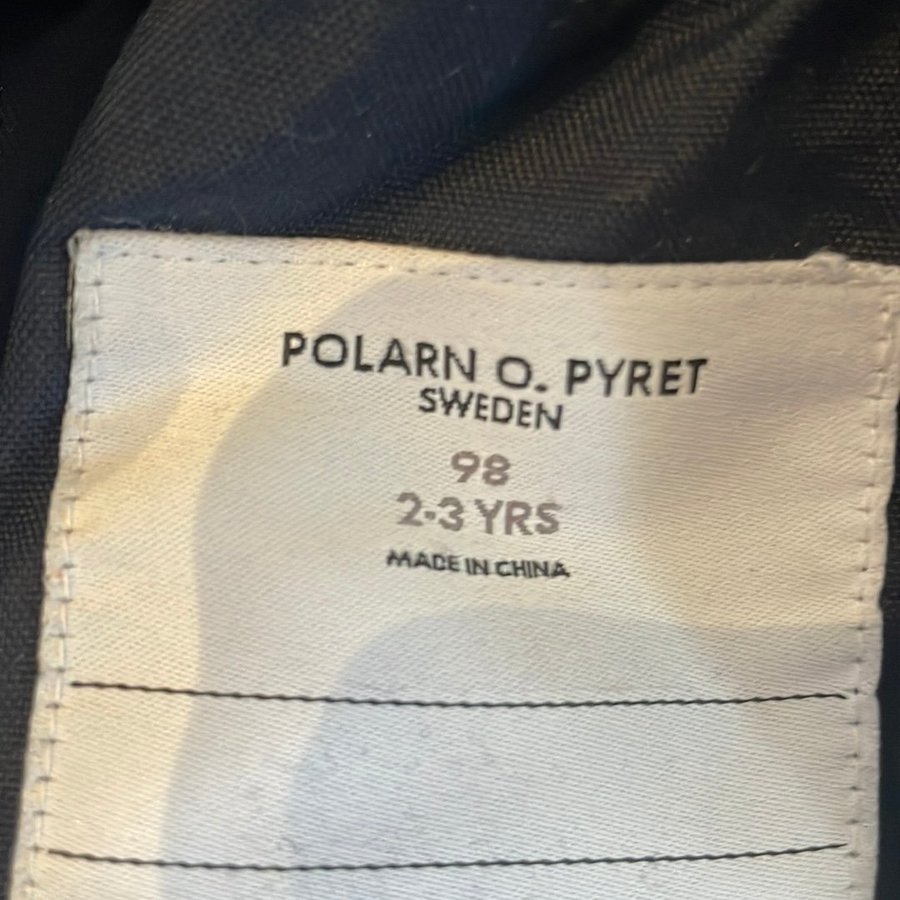 POLARN O. PYRET
SWEDEN
98
2-3 YRS
MADE IN CHINA